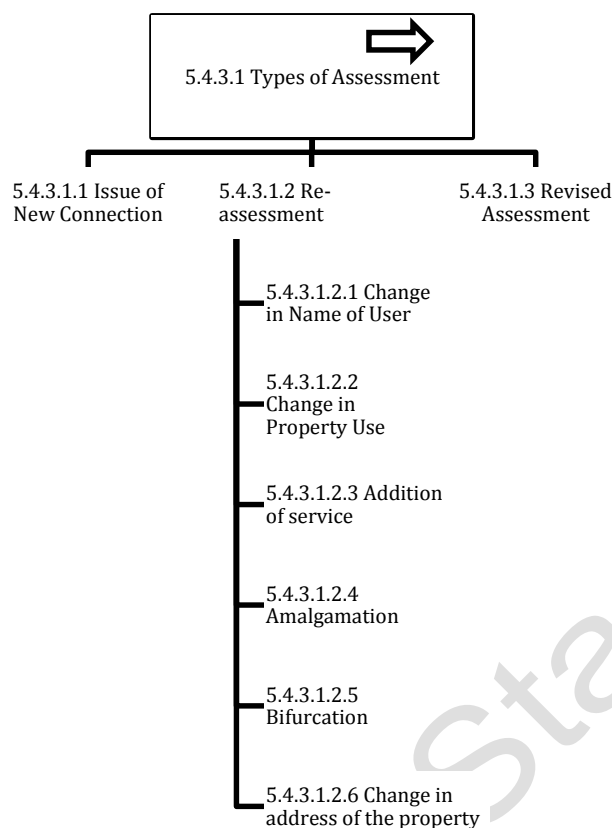 5.4.3.1 Types of Assessment
5.4.3.1.1 Issue of
New Connection
5.4.3.1.2 Re-
assessment
5.4.3.1.3 Revised
Assessment
5.4.3.1.2.1 Change
in Name of User
5.4.3.1.2.2
Change in
Property Use
5.4.3.1.2.3 Addition
of service
5.4.3.1.2.4
Amalgamation
5.4.3.1.2.5
Bifurcation
5.4.3.1.2.6 Change in
address of the property
Sta